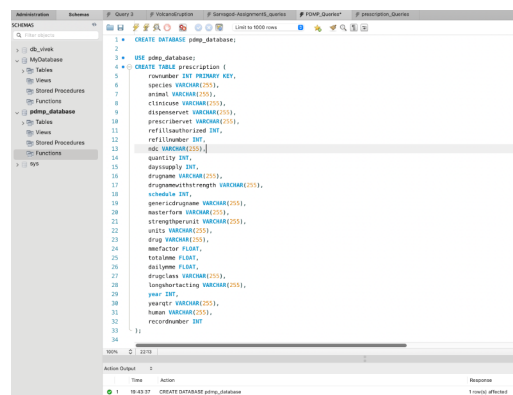 Administration Schemas
SCHEMAS
Filter objects
db_vivek
MyDatabase
Tables
Views
Stored Procedures
Functions
pdmp_database
Tables
Views
Stored Procedures
Functions
sys
Query 3 VolcanoEruption Sarragod-Assignment5_queries PDMP_Queries* prescription_Queries
Limit to 1000 rows
1 CREATE DATABASE pdmp_database;
2
3 USE pdmp_database;
4 CREATE TABLE prescription (
5 rownumber INT PRIMARY KEY,
6 species VARCHAR(255),
7 animal VARCHAR(255),
8 clinicuse VARCHAR(255),
9 dispenservet VARCHAR(255),
10 prescribervet VARCHAR(255),
11 refillsauthorized INT,
12 refillnumber INT,
13 ndc VARCHAR(255),
14 quantity INT,
15 dayssupply INT,
16 drugname VARCHAR(255),
17 drugnamewithstrength VARCHAR(255),
18 schedule INT,
19 genericdrugname VARCHAR(255),
20 masterform VARCHAR(255),
21 strengthperunit VARCHAR(255),
22 units VARCHAR(255),
23 drug VARCHAR(255),
24 mmefactor FLOAT,
25 totalmme FLOAT,
26 dailymme FLOAT,
27 drugclass VARCHAR(255),
28 longshortacting VARCHAR(255),
29 year INT,
30 yearqtr VARCHAR(255),
31 human VARCHAR(255),
32 recordnumber INT
33 );
34
100% 22:13
Action Output
Time Action Response
1 19:43:37 CREATE DATABASE pdmp_database 1 row(s) affected